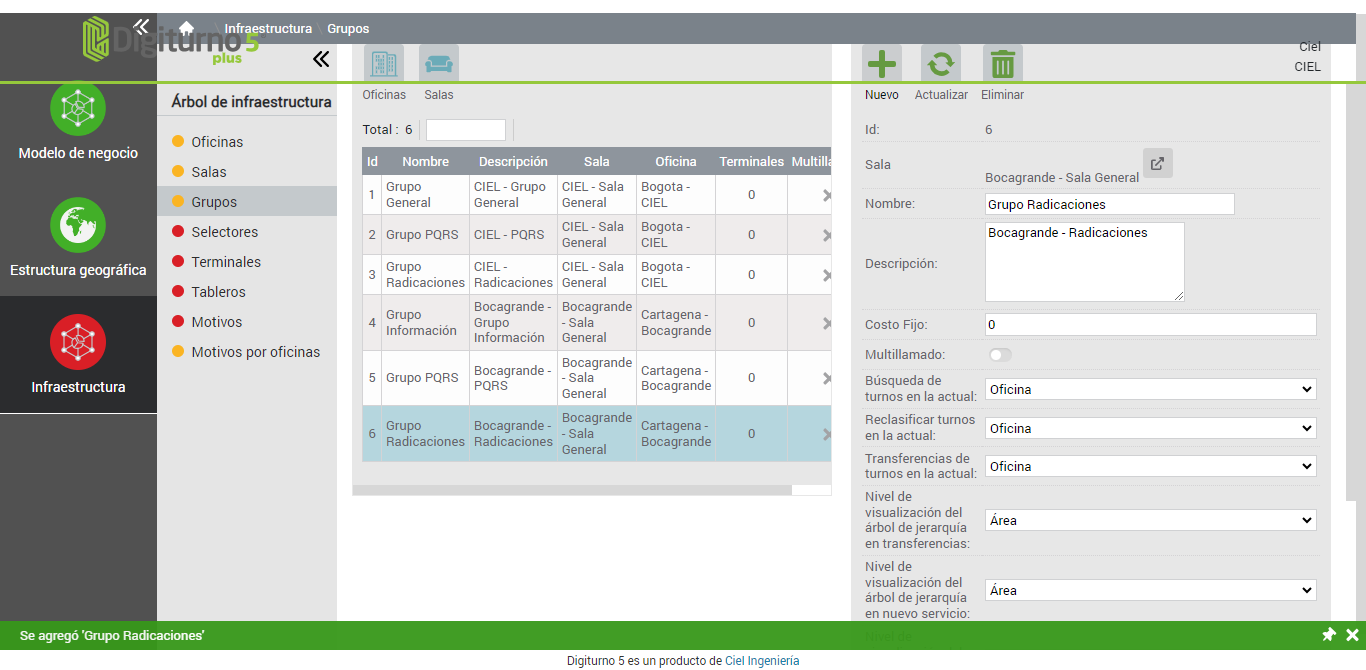 Digiturno 5
plus
Infraestructura
Grupos
Ciel
CIEL
Modelo de negocio
Estructura geográfica
Infraestructura
Árbol de infraestructura
Oficinas
Salas
Grupos
Selectores
Terminales
Tableros
Motivos
Motivos por oficinas
Oficinas Salas
Total : 6
Id Nombre Descripción Sala Oficina Terminales Multilla
1 Grupo General CIEL - Grupo General CIEL - Sala General Bogota - CIEL 0
2 Grupo PQRS CIEL - PQRS CIEL - Sala General Bogota - CIEL 0
3 Grupo Radicaciones CIEL - Radicaciones CIEL - Sala General Bogota - CIEL 0
4 Grupo Información Bocagrande - Grupo Información Bocagrande - Sala General Cartagena - Bocagrande 0
5 Grupo PQRS Bocagrande - PQRS Bocagrande - Sala General Cartagena - Bocagrande 0
6 Grupo Radicaciones Bocagrande - Radicaciones Bocagrande - Sala General Cartagena - Bocagrande 0
Nuevo Actualizar Eliminar
Id: 6
Sala Bocagrande - Sala General
Nombre: Grupo Radicaciones
Descripción: Bocagrande - Radicaciones
Costo Fijo: 0
Multillamado:
Búsqueda de
turnos en la actual: Oficina
Reclasificar turnos
en la actual: Oficina
Transferencias de
turnos en la actual: Oficina
Nivel de
visualización del
árbol de jerarquía
en transferencias: Área
Nivel de
visualización del
árbol de jerarquía
en nuevo servicio: Área
Nivel de
Se agregó 'Grupo Radicaciones'
Digiturno 5 es un producto de Ciel Ingeniería